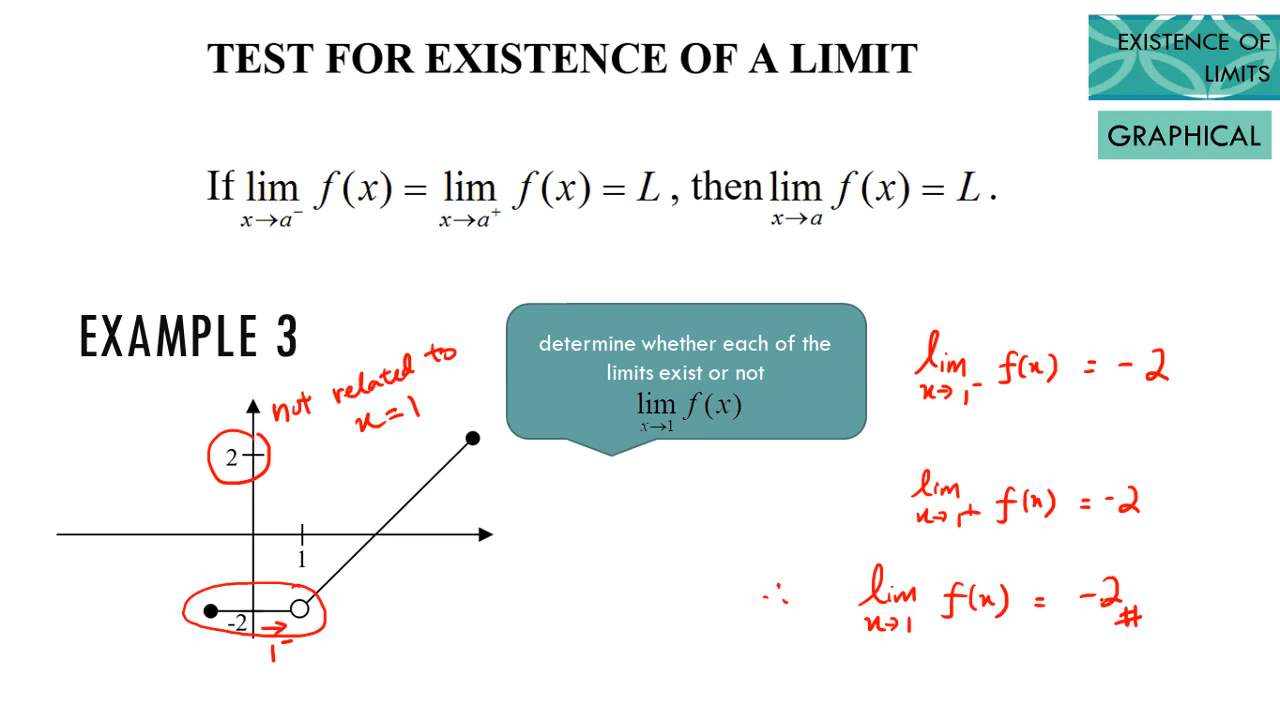 TEST FOR EXISTENCE OF A LIMIT
EXISTENCE OF
LIMITS
GRAPHICAL
If lim f(x) = lim f(x) = L, then lim f(x) = L.
x→a⁻ x→a⁺ x→a
EXAMPLE 3
determine whether each of the
limits exist or not
lim f(x)
x→1
not related to
x=1
2
1
-2
1⁻
lim f(x) = -2
x→1⁻
lim f(x) = -2
x→1⁺
∴ lim f(x) = -2#
x→1